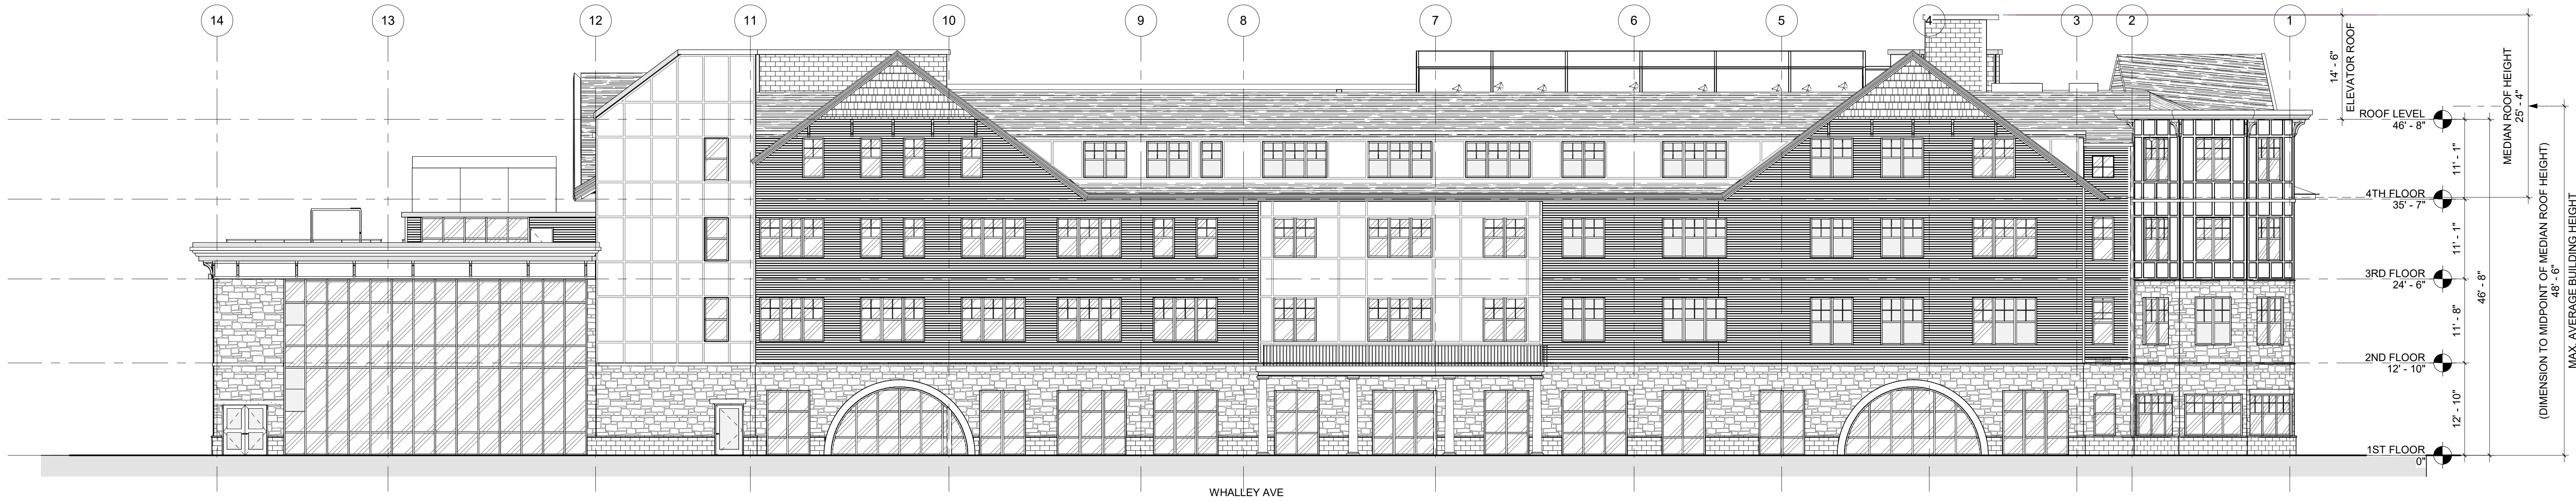 14
13
12
11
10
9
8
7
6
5
4
3
2
1
14' - 6"
ELEVATOR ROOF
MEDIAN ROOF HEIGHT
25' - 4"
ROOF LEVEL
46' - 8"
11' - 1"
4TH FLOOR
35' - 7"
11' - 1"
3RD FLOOR
24' - 6"
11' - 8"
2ND FLOOR
12' - 10"
12' - 10"
1ST FLOOR
0"
46' - 8"
(DIMENSION TO MIDPOINT OF MEDIAN ROOF HEIGHT)
48' - 6"
MAX. AVERAGE BUILDING HEIGHT
WHALLEY AVE